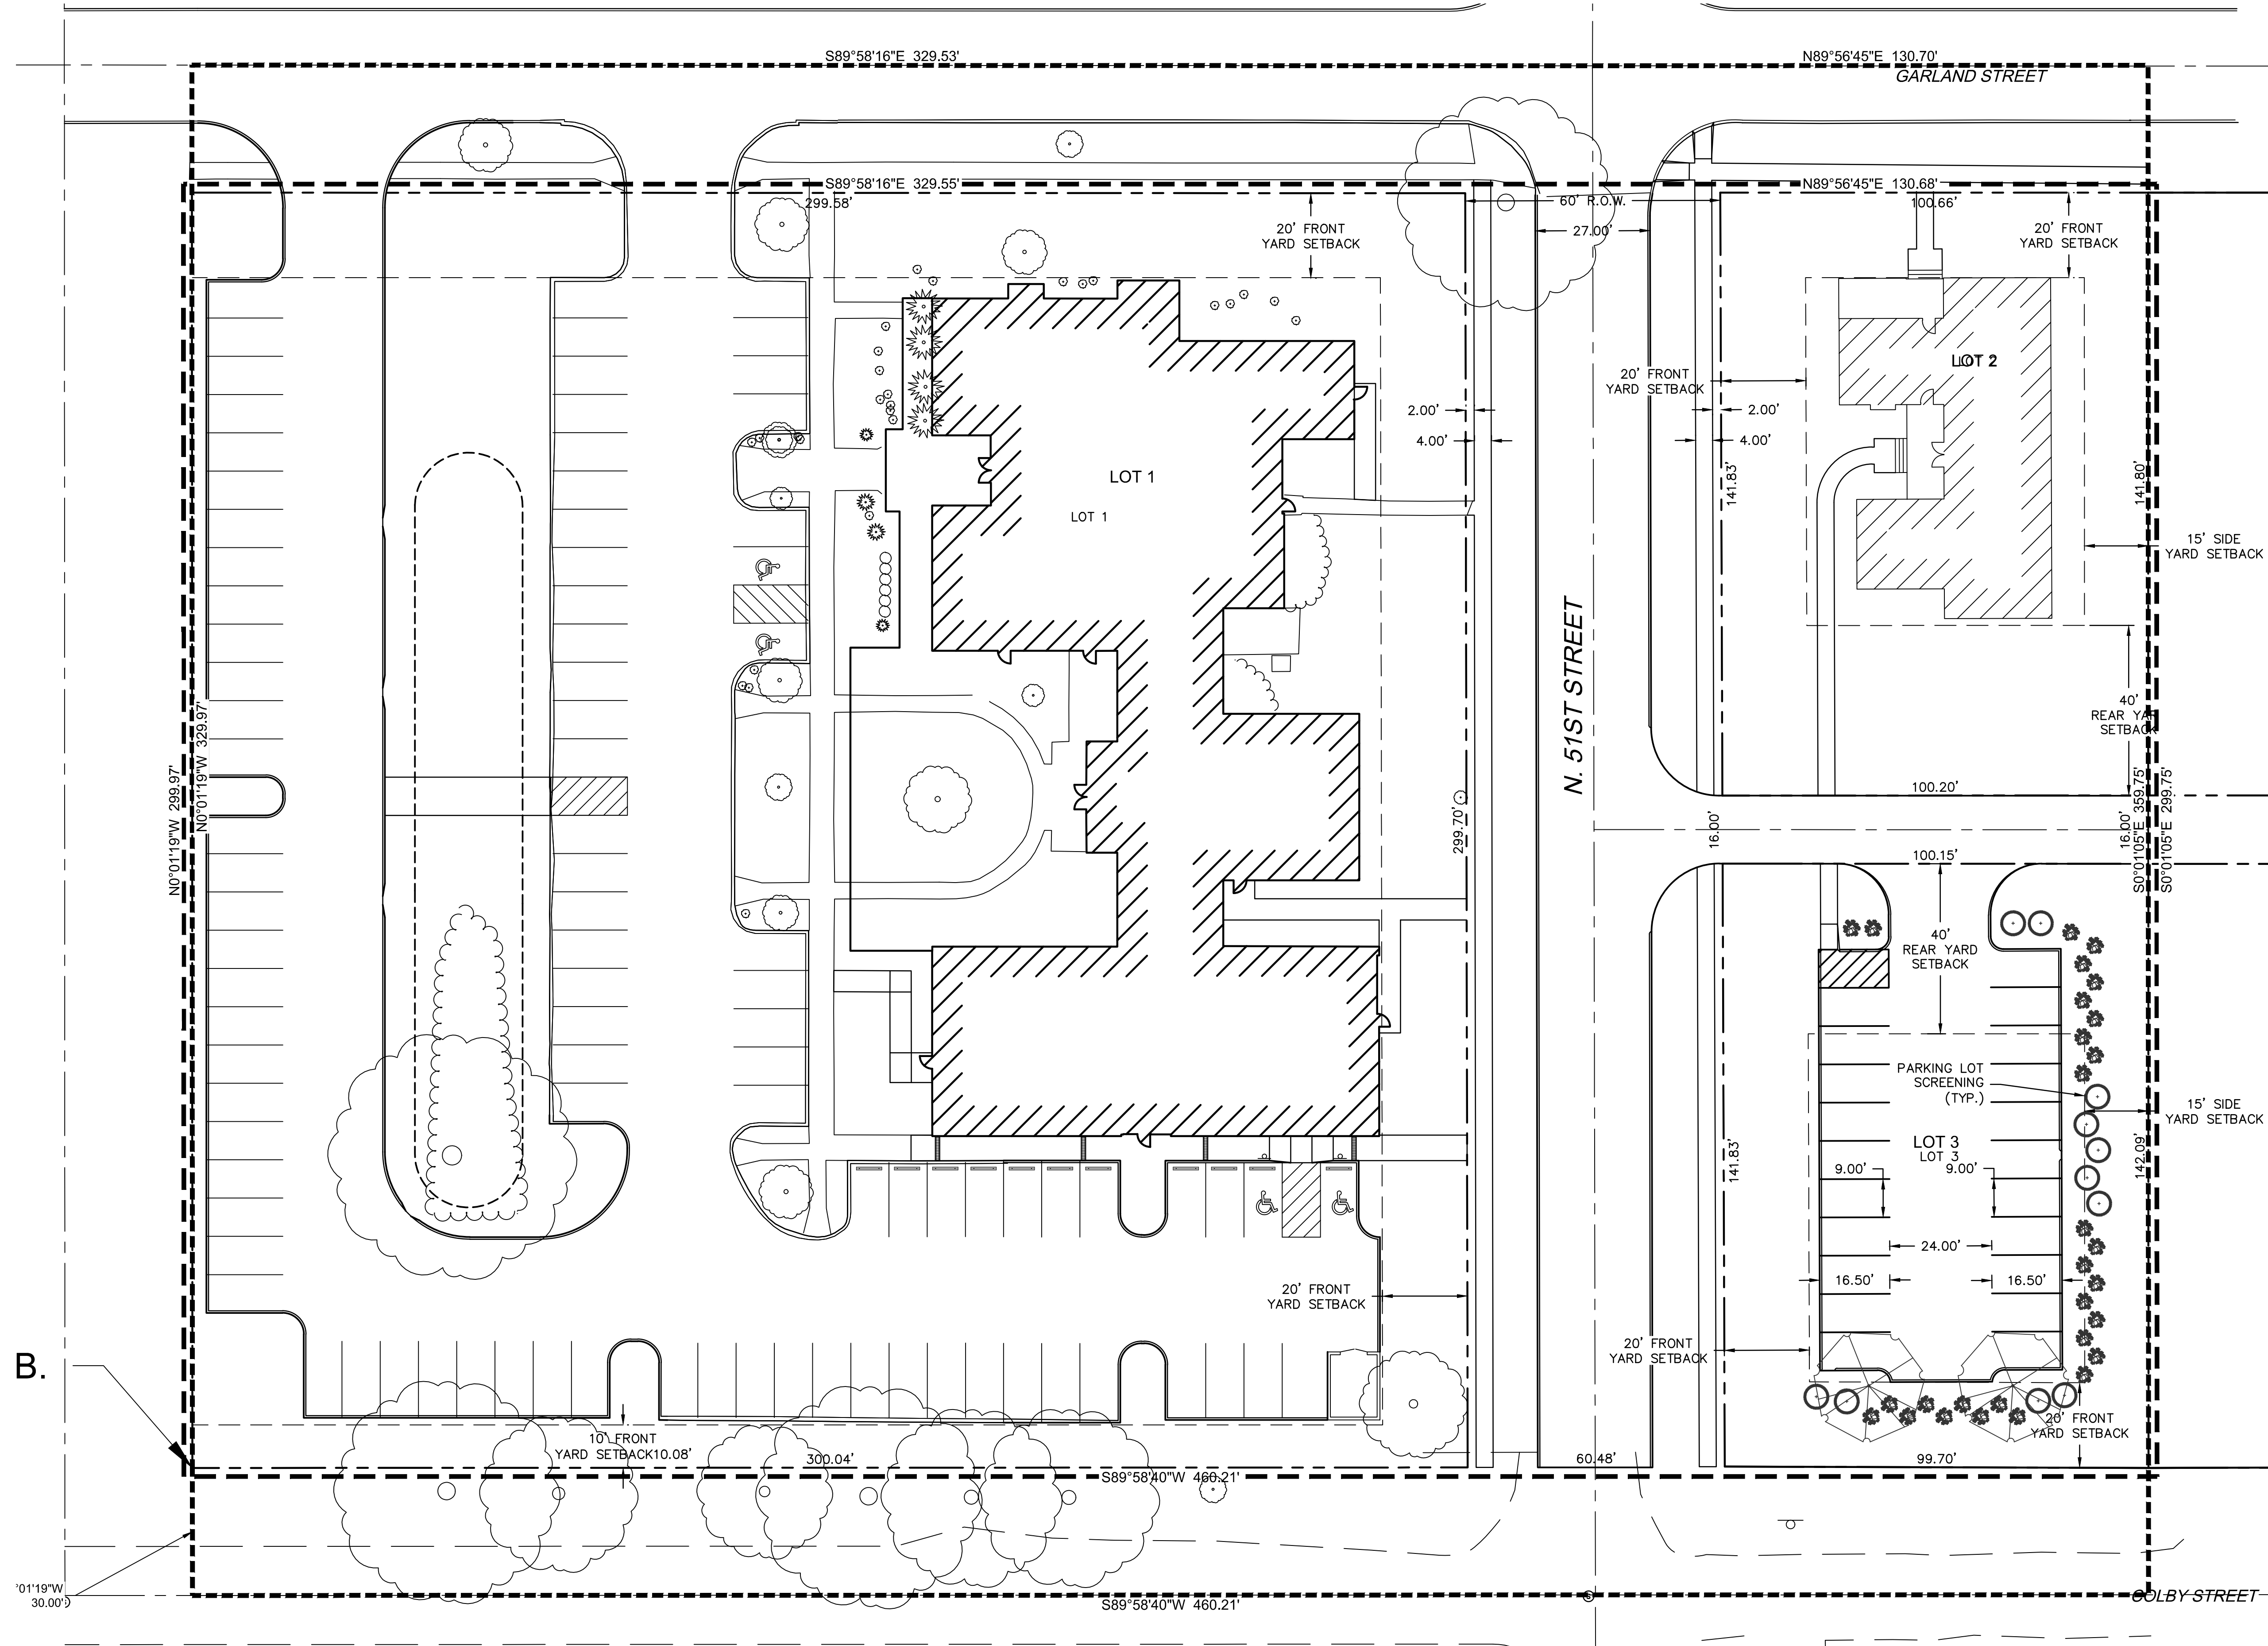 S89°58'16"E 329.53'
N89°56'45"E 130.70'
GARLAND STREET
S89°58'16"E 329.55'
N89°56'45"E 130.68'
299.58'
60' R.O.W.
100.66'
27.00'
20' FRONT
YARD SETBACK
20' FRONT
YARD SETBACK
LOT 2
20' FRONT
YARD SETBACK
2.00'
2.00'
4.00'
4.00'
LOT 1
LOT 1
141.83'
141.80'
15' SIDE
YARD SETBACK
N. 51ST STREET
40'
REAR YAR
SETBACK
N0°01'19"W 299.97'
N0°01'19"W 329.97'
100.20'
299.70'
16.00'
16.00'
S0°01'05"E 359.75'
S0°01'05"E 299.75'
100.15'
40'
REAR YARD
SETBACK
PARKING LOT
SCREENING
(TYP.)
15' SIDE
YARD SETBACK
LOT 3
LOT 3
141.83'
142.09'
9.00'
9.00'
24.00'
16.50'
16.50'
20' FRONT
YARD SETBACK
20' FRONT
YARD SETBACK
B.
20' FRONT
YARD SETBACK
10' FRONT
YARD SETBACK10.08'
300.04'
60.48'
99.70'
S89°58'40"W 460.21'
°01'19"W
30.00')
S89°58'40"W 460.21'
COLBY STREET